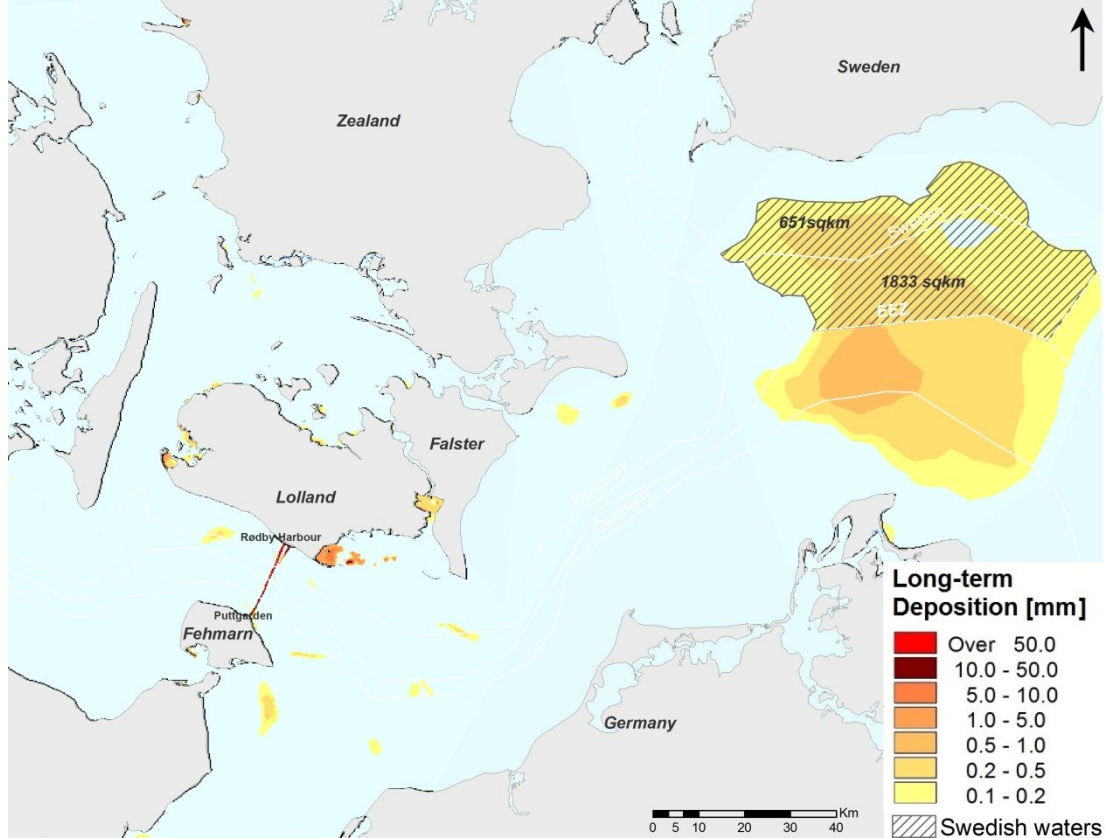 Sweden
Zealand
651sqkm
Sweden
1833 sqkm
EEZ
Falster
Lolland
Denmark
Germany
Rødby Harbour
Puttgarden
Fehmarn
Germany
Long-term
Deposition [mm]
Over 50.0
10.0 - 50.0
5.0 - 10.0
1.0 - 5.0
0.5 - 1.0
0.2 - 0.5
0.1 - 0.2
Swedish waters
Km
0 5 10 20 30 40